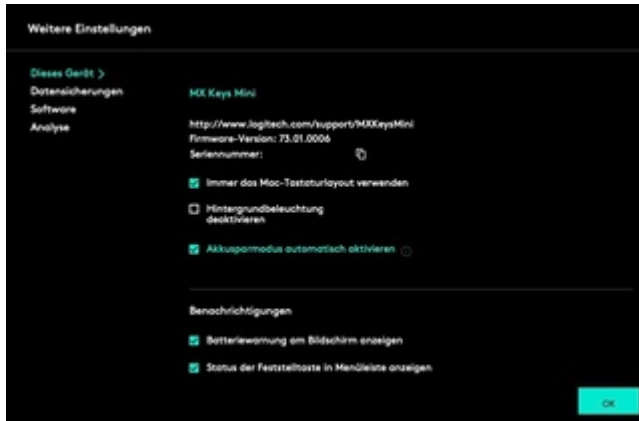 Weitere Einstellungen
Dieses Gerät >
Datensicherungen
Software
Analyse
MX Keys Mini
http://www.logitech.com/support/MXKeysMini
Firmware-Version: 73.01.0006
Seriennummer:
Immer das Mac-Tastaturlayout verwenden
Hintergrundbeleuchtung
deaktivieren
Akkusparmodus automatisch aktivieren
Benachrichtigungen
Batteriewarnung am Bildschirm anzeigen
Status der Feststelltaste in Menüleiste anzeigen
OK